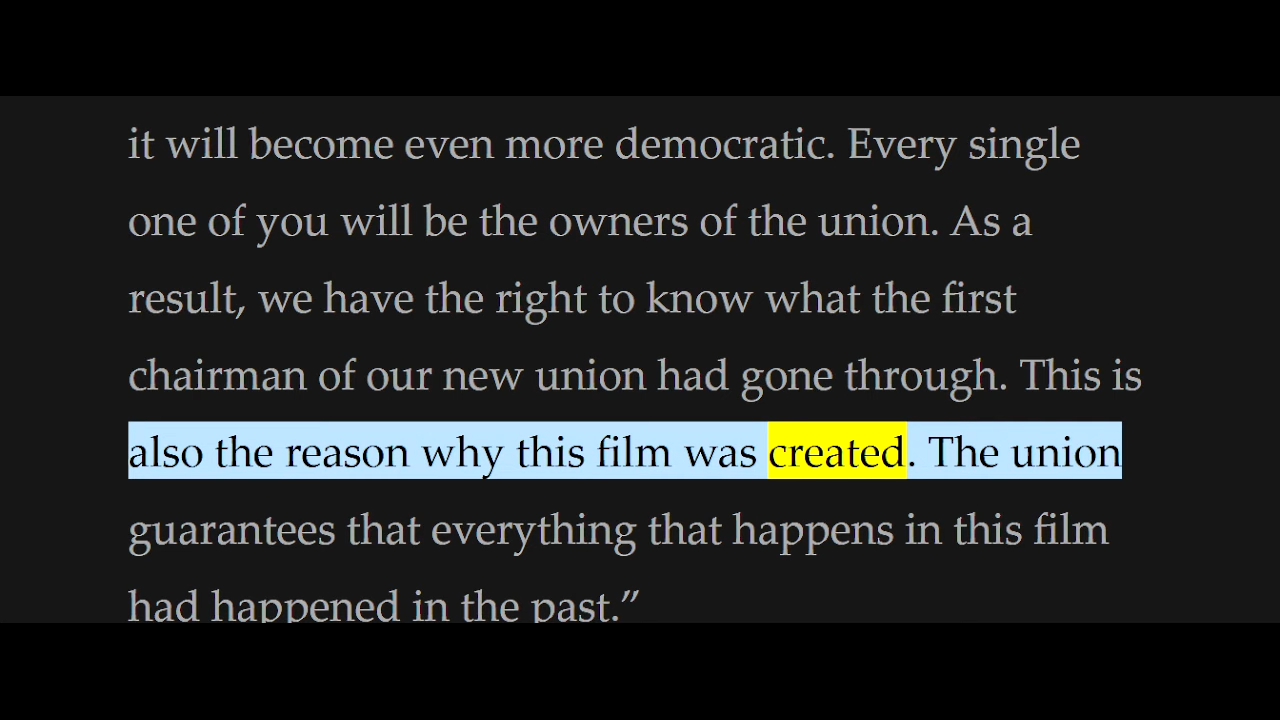 it will become even more democratic. Every single
one of you will be the owners of the union. As a
result, we have the right to know what the first
chairman of our new union had gone through. This is
also the reason why this film was created. The union
guarantees that everything that happens in this film
had happened in the past.”